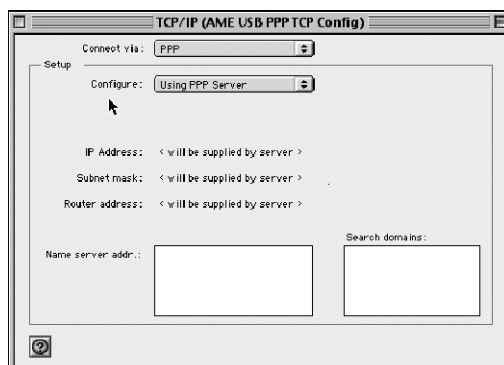 TCP/IP (AME USB PPP TCP Config)
Connect via: PPP
Setup
Configure: Using PPP Server
IP Address: < will be supplied by server >
Subnet mask: < will be supplied by server >
Router address: < will be supplied by server >
Search domains:
Name server addr.:
?